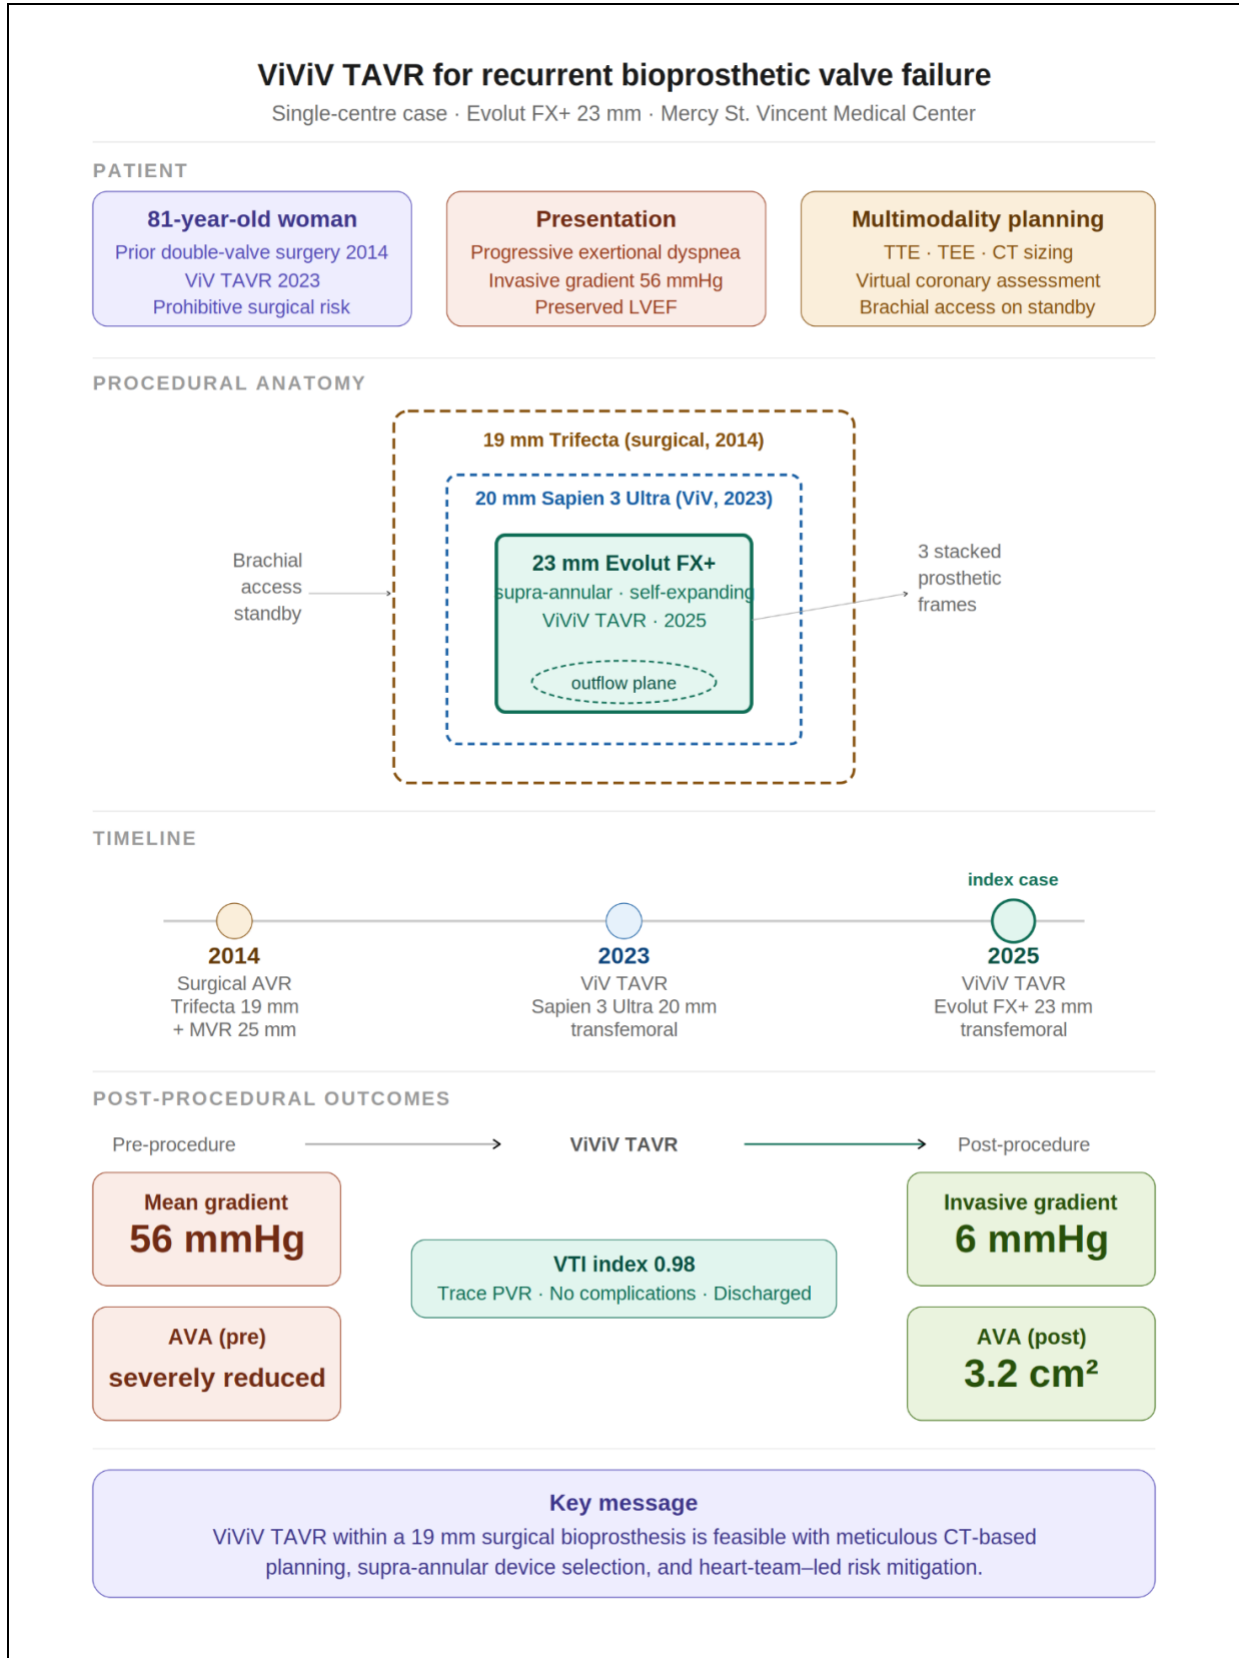 ViViV TAVR for recurrent bioprosthetic valve failure
Single-centre case · Evolut FX+ 23 mm · Mercy St. Vincent Medical Center
PATIENT
81-year-old woman
Prior double-valve surgery 2014
ViV TAVR 2023
Prohibitive surgical risk
Presentation
Progressive exertional dyspnea
Invasive gradient 56 mmHg
Preserved LVEF
Multimodality planning
TTE · TEE · CT sizing
Virtual coronary assessment
Brachial access on standby
PROCEDURAL ANATOMY
19 mm Trifecta (surgical, 2014)
20 mm Sapien 3 Ultra (ViV, 2023)
23 mm Evolut FX+
supra-annular · self-expanding
ViViV TAVR · 2025
outflow plane
Brachial
access
standby
3 stacked
prosthetic
frames
TIMELINE
2014
Surgical AVR
Trifecta 19 mm
+ MVR 25 mm
2023
ViV TAVR
Sapien 3 Ultra 20 mm
transfemoral
index case
2025
ViViV TAVR
Evolut FX+ 23 mm
transfemoral
POST-PROCEDURAL OUTCOMES
Pre-procedure
ViViV TAVR
Post-procedure
Mean gradient
56 mmHg
AVA (pre)
severely reduced
VTI index 0.98
Trace PVR · No complications · Discharged
Invasive gradient
6 mmHg
AVA (post)
3.2 cm²
Key message
ViViV TAVR within a 19 mm surgical bioprosthesis is feasible with meticulous CT-based
planning, supra-annular device selection, and heart-team–led risk mitigation.